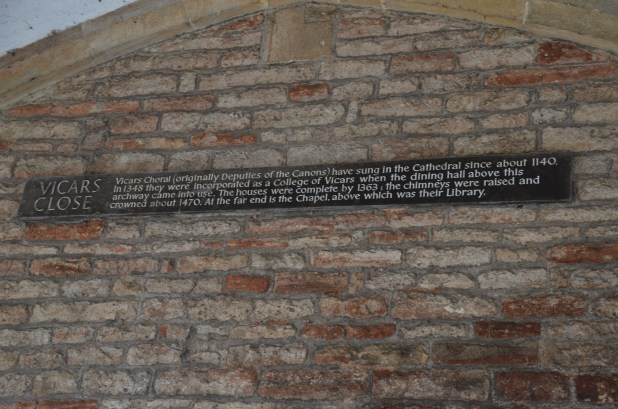 VICARS
CLOSE
Vicars Choral (originally Deputies of the Canons) have sung in the Cathedral since about 1140.
In 1348 they were incorporated as a College of Vicars when the dining hall above this
archway came into use. The houses were complete by 1363; the chimneys were raised and
crowned about 1470. At the far end is the Chapel, above which was their Library.